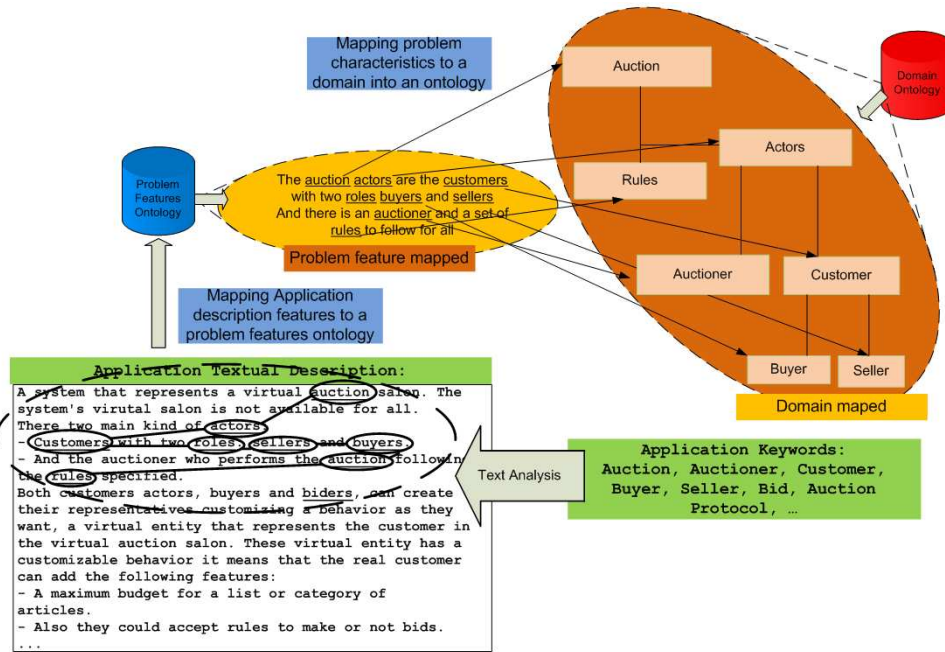 Mapping problem
characteristics to a
domain into an ontology
Auction
Domain
Ontology
Actors
Rules
Problem
Features
Ontology
The auction actors are the customers
with two roles buyers and sellers
And there is an auctioner and a set of
rules to follow for all
Problem feature mapped
Auctioner
Customer
Mapping Application
description features to a
problem features ontology
Buyer
Seller
Domain maped
Application Textual Description:
A system that represents a virtual auction salon. The
system's virutal salon is not available for all.
There two main kind of actors
- Customers with two roles sellers and buyers.
- And the auctioner who performs the auction following
the rules specified.
Both customers actors, buyers and biders, can create
their representatives customizing a behavior as they
want, a virtual entity that represents the customer in
the virtual auction salon. These virtual entity has a
customizable behavior it means that the real customer
can add the following features:
- A maximum budget for a list or category of
articles.
- Also they could accept rules to make or not bids.
...
Text Analysis
Application Keywords:
Auction, Auctioner, Customer,
Buyer, Seller, Bid, Auction
Protocol, …